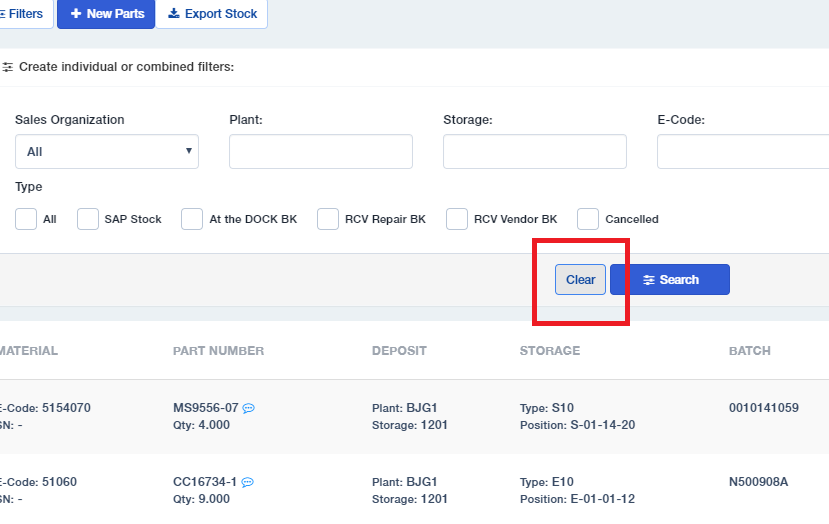 Filters
New Parts
Export Stock
Create individual or combined filters:
Sales Organization
Plant:
Storage:
E-Code:
All
Type
All
SAP Stock
At the DOCK BK
RCV Repair BK
RCV Vendor BK
Cancelled
Clear
Search
MATERIAL
PART NUMBER
DEPOSIT
STORAGE
BATCH
E-Code: 5154070
SN: -
MS9556-07
Qty: 4.000
Plant: BJG1
Storage: 1201
Type: S10
Position: S-01-14-20
0010141059
E-Code: 51060
SN: -
CC16734-1
Qty: 9.000
Plant: BJG1
Storage: 1201
Type: E10
Position: E-01-01-12
N500908A